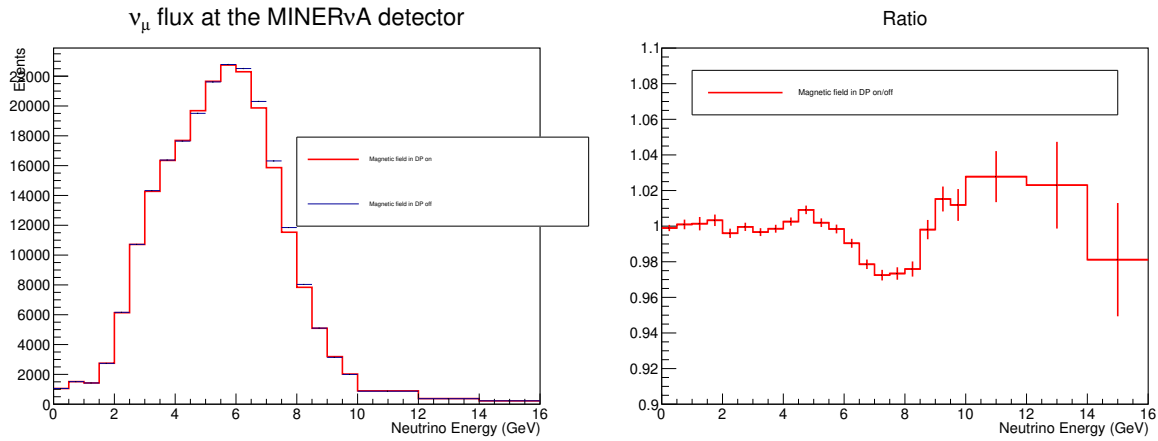 ν_μ flux at the MINERνA detector
Events
22000
20000
18000
16000
14000
12000
10000
8000
6000
4000
2000
0
Magnetic field in DP on
Magnetic field in DP off
0 2 4 6 8 10 12 14 16
Neutrino Energy (GeV)
Ratio
1.1
1.08
1.06
1.04
1.02
1
0.98
0.96
0.94
0.92
0.9
Magnetic field in DP on/off
0 2 4 6 8 10 12 14 16
Neutrino Energy (GeV)